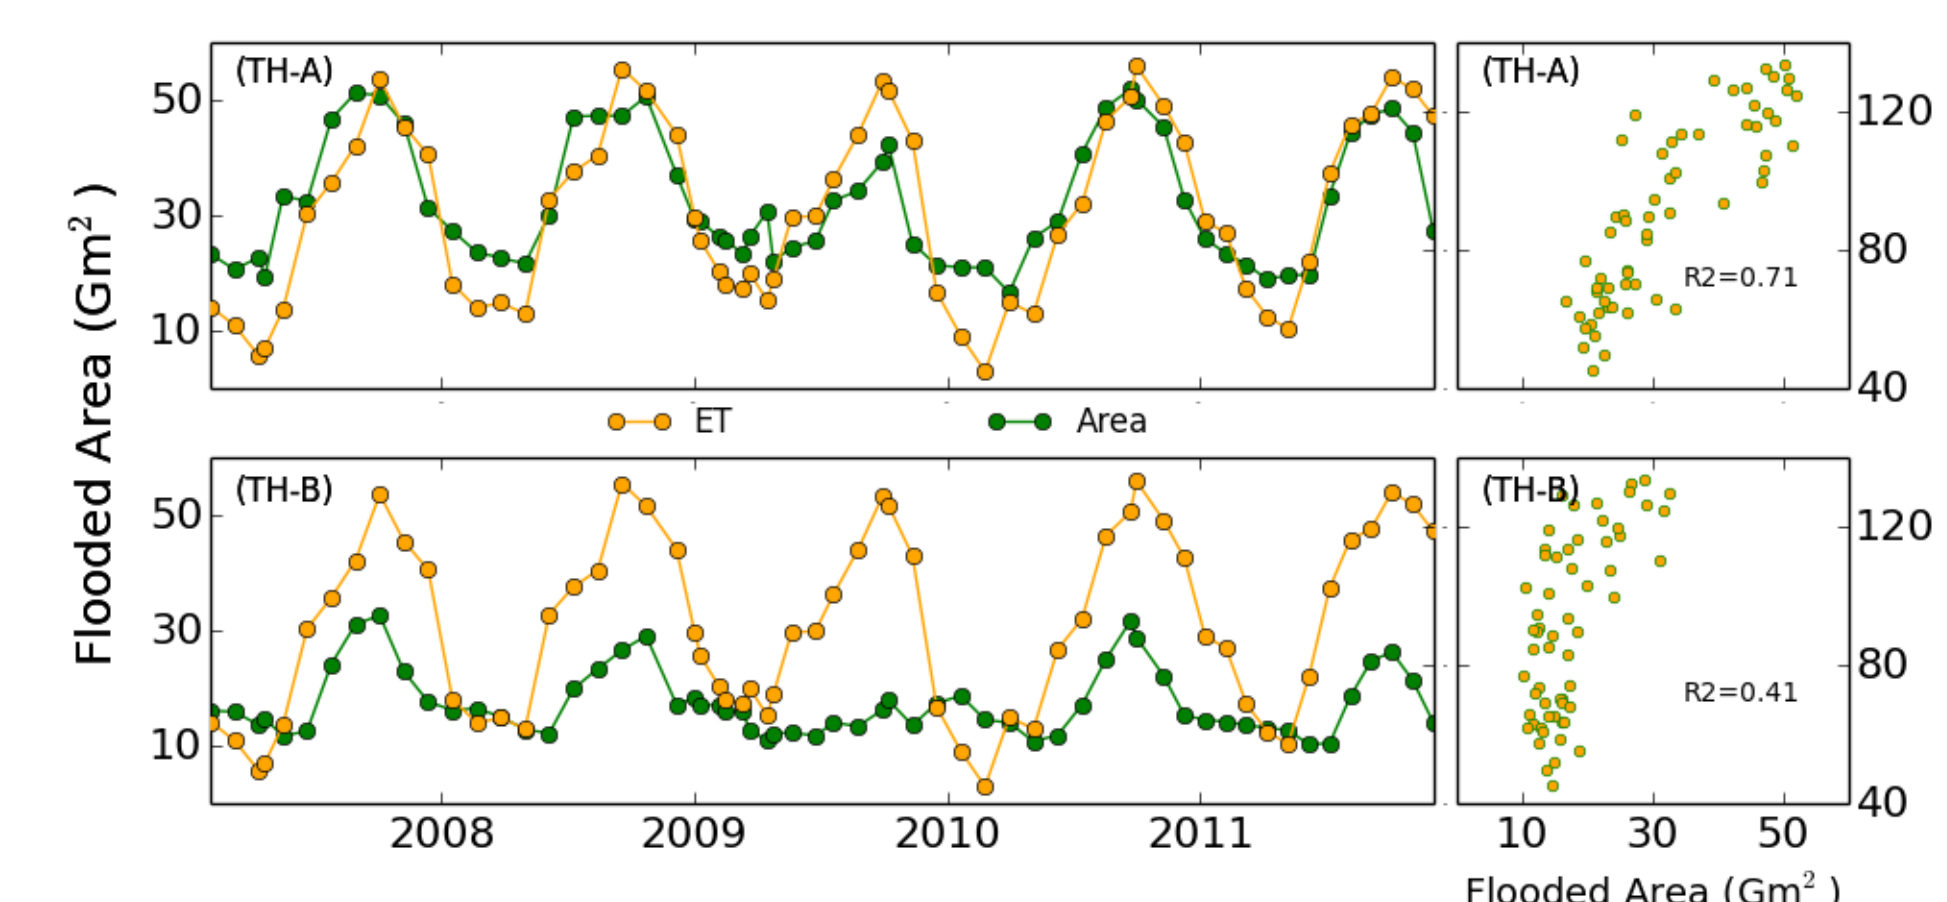 (TH-A)
50
30
10
Flooded Area (Gm² )
ET
Area
(TH-B)
50
30
10
2008
2009
2010
2011
(TH-A)
120
80
40
R2=0.71
(TH-B)
120
80
40
R2=0.41
10
30
50
Flooded Area (Gm² )